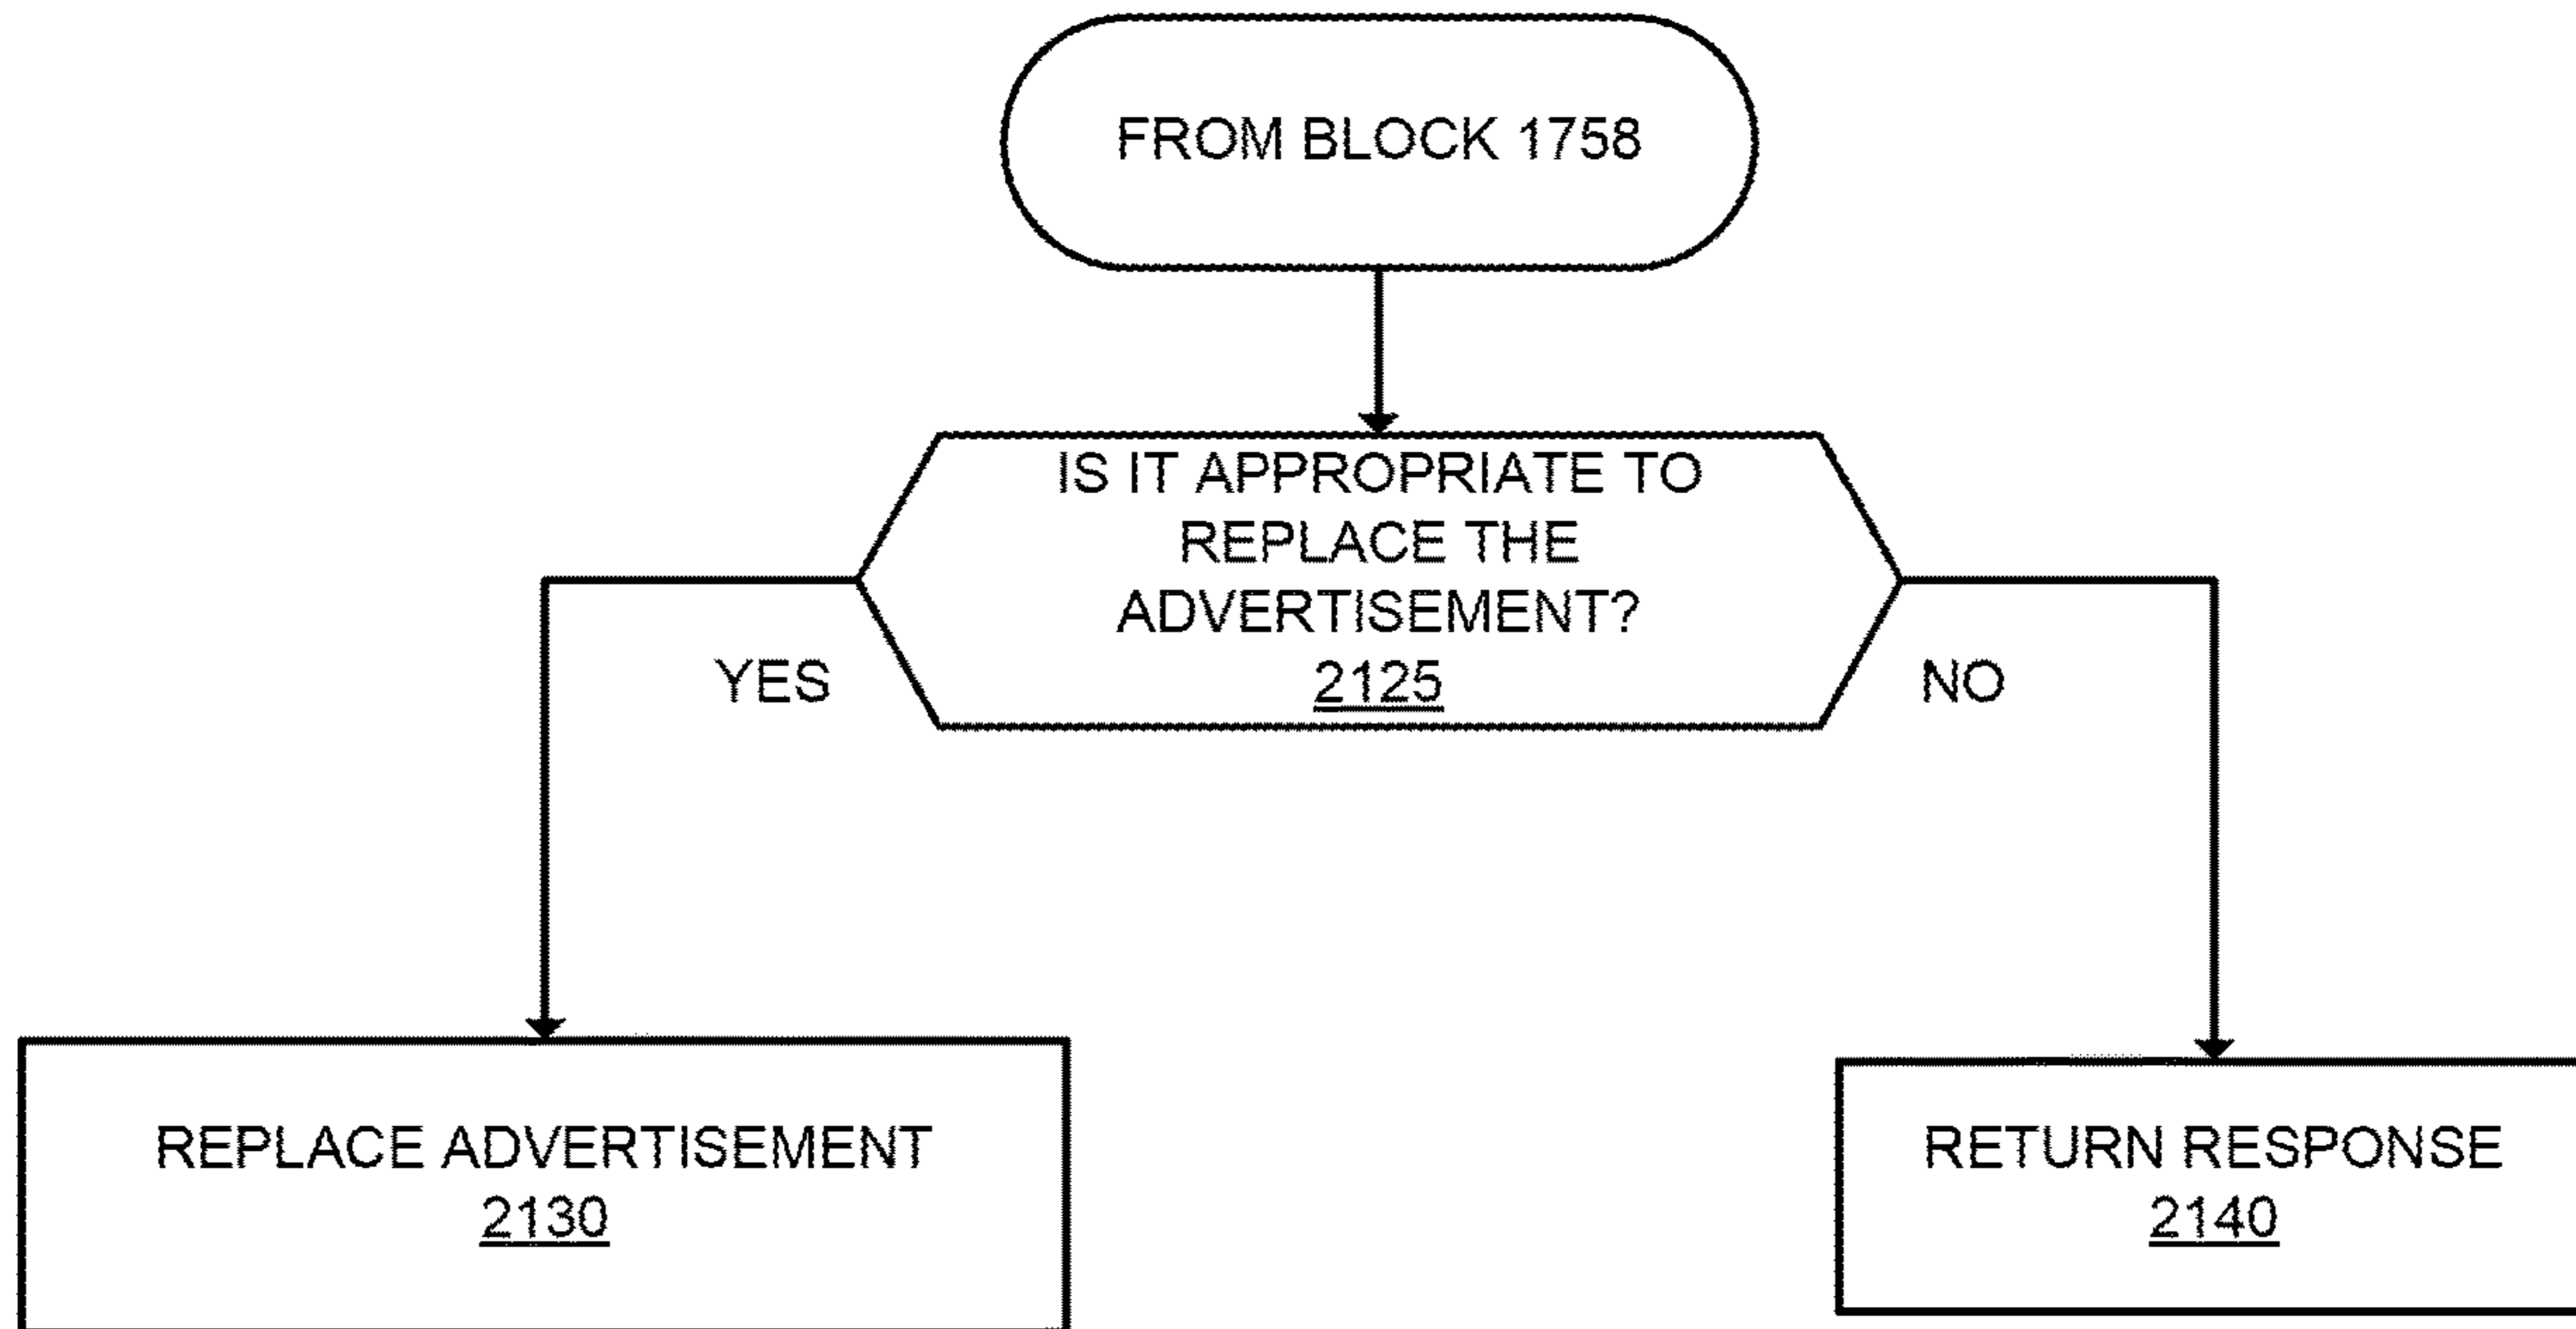 FROM BLOCK 1758
IS IT APPROPRIATE TO
REPLACE THE
ADVERTISEMENT?
2125
YES
NO
REPLACE ADVERTISEMENT
2130
RETURN RESPONSE
2140